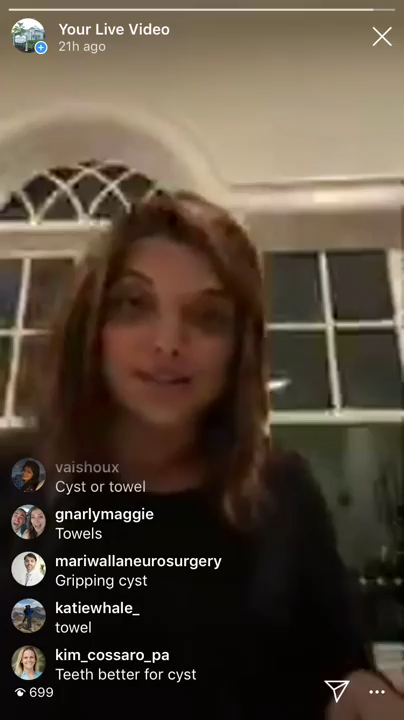 Your Live Video
21h ago
vaishoux
Cyst or towel
gnarlymaggie
Towels
mariwallaneurosurgery
Gripping cyst
katiewhale_
towel
kim_cossaro_pa
Teeth better for cyst
699